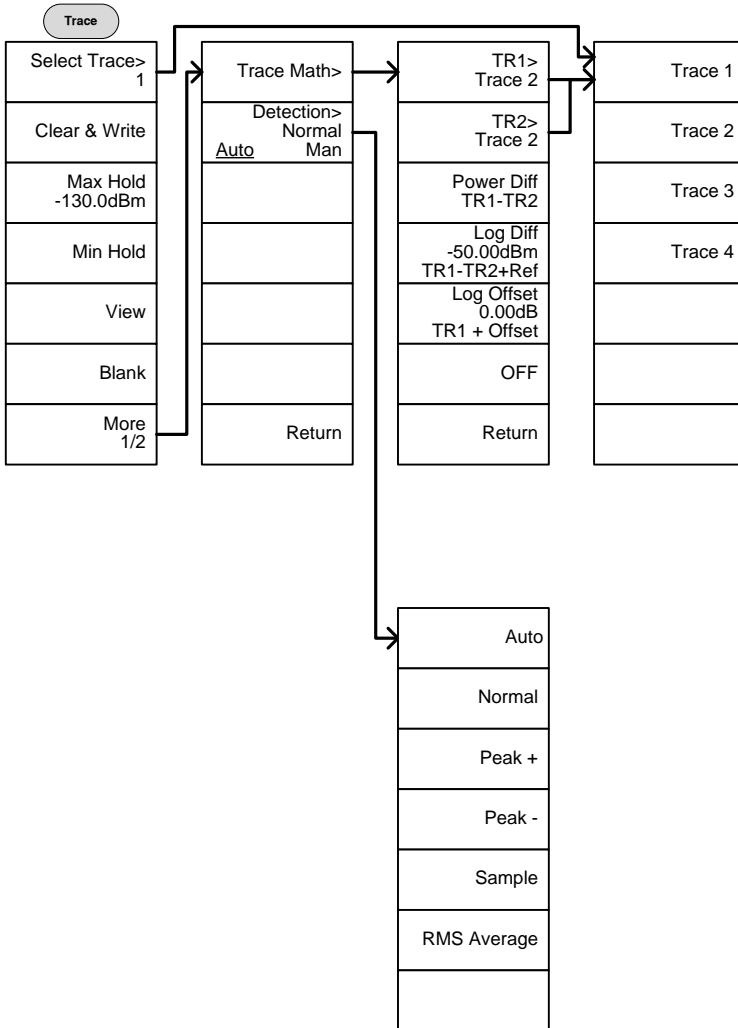 Trace
Select Trace>
1
Clear & Write
Max Hold
-130.0dBm
Min Hold
View
Blank
More
1/2
Trace Math>
Detection>
Normal
Auto Man
Return
TR1>
Trace 2
TR2>
Trace 2
Power Diff
TR1-TR2
Log Diff
-50.00dBm
TR1-TR2+Ref
Log Offset
0.00dB
TR1 + Offset
OFF
Return
Trace 1
Trace 2
Trace 3
Trace 4
Auto
Normal
Peak +
Peak -
Sample
RMS Average